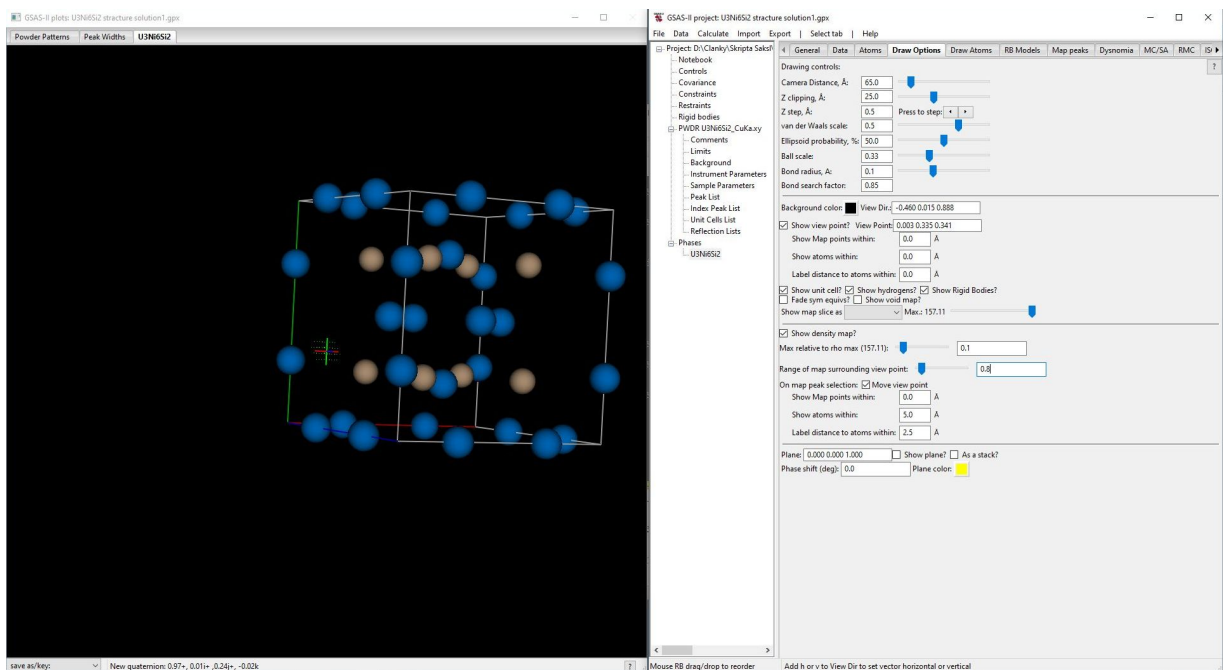 GSAS-II plots: U3Ni6Si2 stracture solution1.gpx
Powder Patterns Peak Widths U3Ni6Si2
save as/key: New quaternion: 0.97+, 0.01i+ ,0.24j+, -0.02k ?
GSAS-II project: U3Ni6Si2 stracture solution1.gpx
File Data Calculate Import Export | Select tab | Help
Project: D:\Clanky\Skripta Saksl\
Notebook
Controls
Covariance
Constraints
Restraints
Rigid bodies
PWDR U3Ni6Si2_CuKa.xy
Comments
Limits
Background
Instrument Parameters
Sample Parameters
Peak List
Index Peak List
Unit Cells List
Reflection Lists
Phases
U3Ni6Si2
Mouse RB drag/drop to reorder
General Data Atoms Draw Options Draw Atoms RB Models Map peaks Dysnomia MC/SA RMC
Drawing controls: ?
Camera Distance, Å: 65.0
Z clipping, Å: 25.0
Z step, Å: 0.5 Press to step:
van der Waals scale: 0.5
Ellipsoid probability, %: 50.0
Ball scale: 0.33
Bond radius, A: 0.1
Bond search factor: 0.85
Background color: View Dir.: -0.460 0.015 0.888
Show view point? View Point: 0.003 0.335 0.341
Show Map points within: 0.0 Å
Show atoms within: 0.0 Å
Label distance to atoms within: 0.0 Å
Show unit cell? Show hydrogens? Show Rigid Bodies?
Fade sym equivs? Show void map?
Show map slice as Max.: 157.11
Show density map?
Max relative to rho max (157.11): 0.1
Range of map surrounding view point: 0.8
On map peak selection: Move view point
Show Map points within: 0.0 Å
Show atoms within: 5.0 Å
Label distance to atoms within: 2.5 Å
Plane: 0.000 0.000 1.000 Show plane? As a stack?
Phase shift (deg): 0.0 Plane color:
Add h or v to View Dir to set vector horizontal or vertical